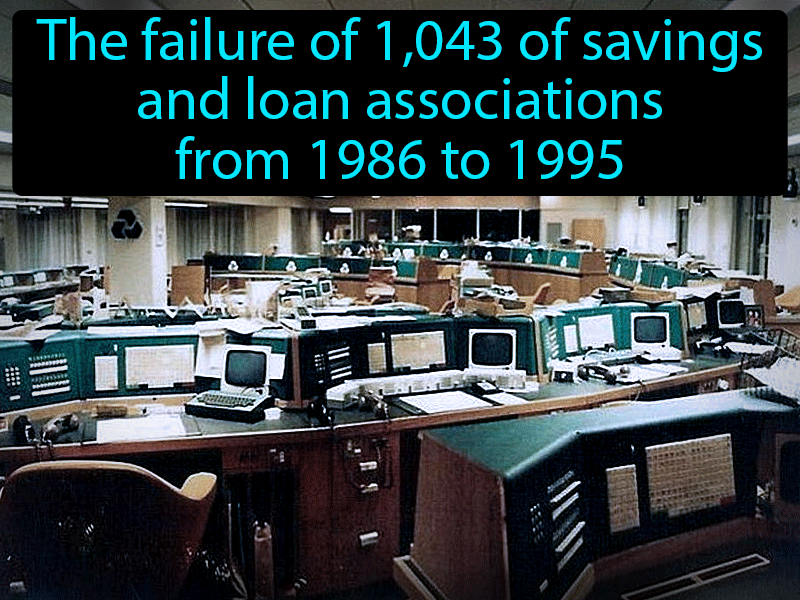 The failure of 1,043 of savings
and loan associations
from 1986 to 1995